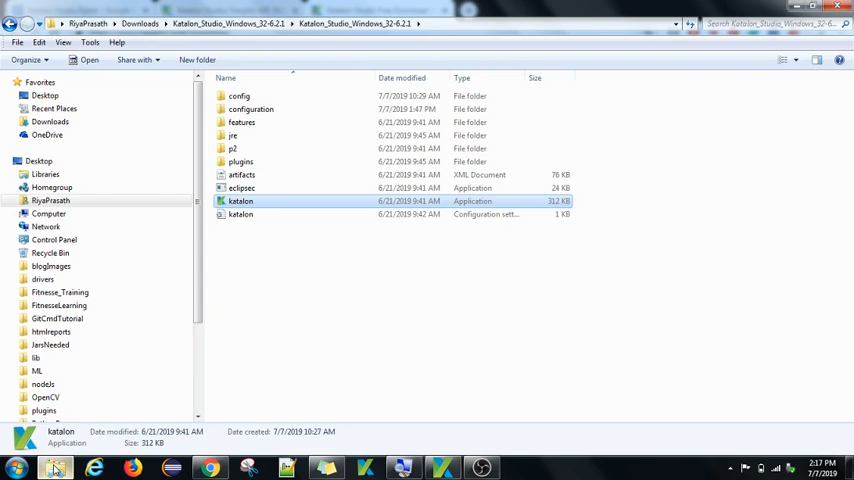 RiyaPrasath ▸ Downloads ▸ Katalon_Studio_Windows_32-6.2.1 ▸ Katalon_Studio_Windows_32-6.2.1 ▸ Search Katalon_Studio_Windows_32-6...
File Edit View Tools Help
Organize Open Share with New folder
Name Date modified Type Size
Favorites
Desktop
Recent Places
Downloads
OneDrive
Desktop
Libraries
Homegroup
RiyaPrasath
Computer
Network
Control Panel
Recycle Bin
blogImages
drivers
Fitnesse_Training
FitnesseLearning
GitCmdTutorial
htmlreports
JarsNeeded
lib
ML
nodeJs
OpenCV
plugins
config 7/7/2019 10:29 AM File folder
configuration 7/7/2019 1:47 PM File folder
features 6/21/2019 9:41 AM File folder
jre 6/21/2019 9:45 AM File folder
p2 6/21/2019 9:41 AM File folder
plugins 6/21/2019 9:45 AM File folder
artifacts 6/21/2019 9:41 AM XML Document 76 KB
eclipsec 6/21/2019 9:41 AM Application 24 KB
katalon 6/21/2019 9:41 AM Application 312 KB
katalon 6/21/2019 9:42 AM Configuration sett... 1 KB
katalon Date modified: 6/21/2019 9:41 AM Date created: 7/7/2019 10:27 AM
Application Size: 312 KB
2:17 PM
7/7/2019